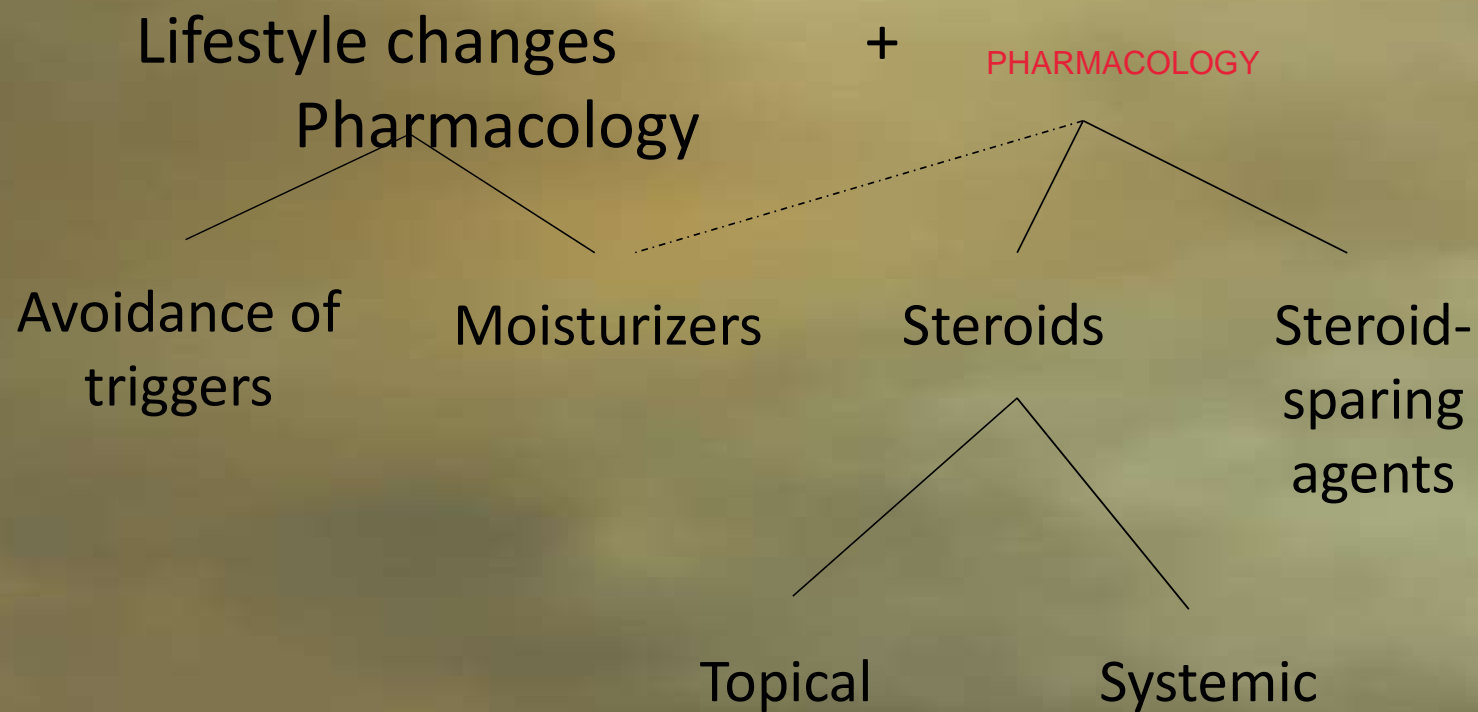 Lifestyle changes + PHARMACOLOGY
Pharmacology
Avoidance of
triggers
Moisturizers
Steroids
Steroid-
sparing
agents
Topical
Systemic